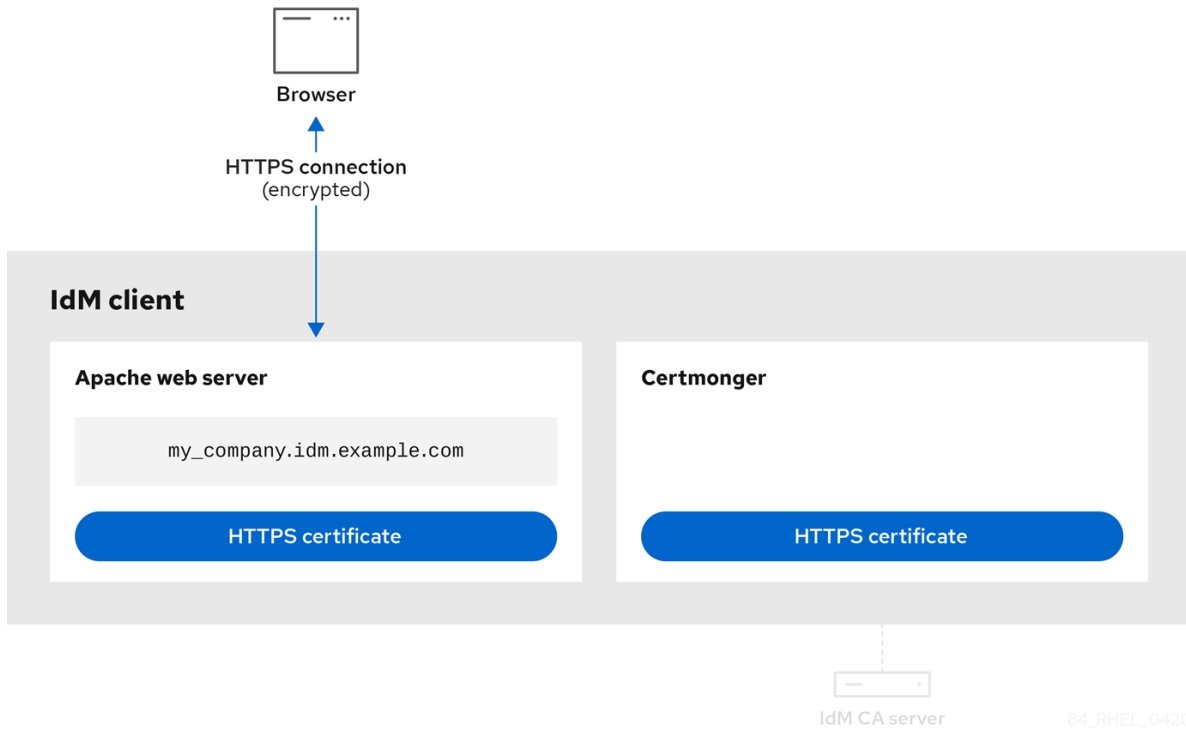 Browser
HTTPS connection
(encrypted)
IdM client
Apache web server
my_company.idm.example.com
HTTPS certificate
Certmonger
HTTPS certificate
IdM CA server
84_RHEL_0420